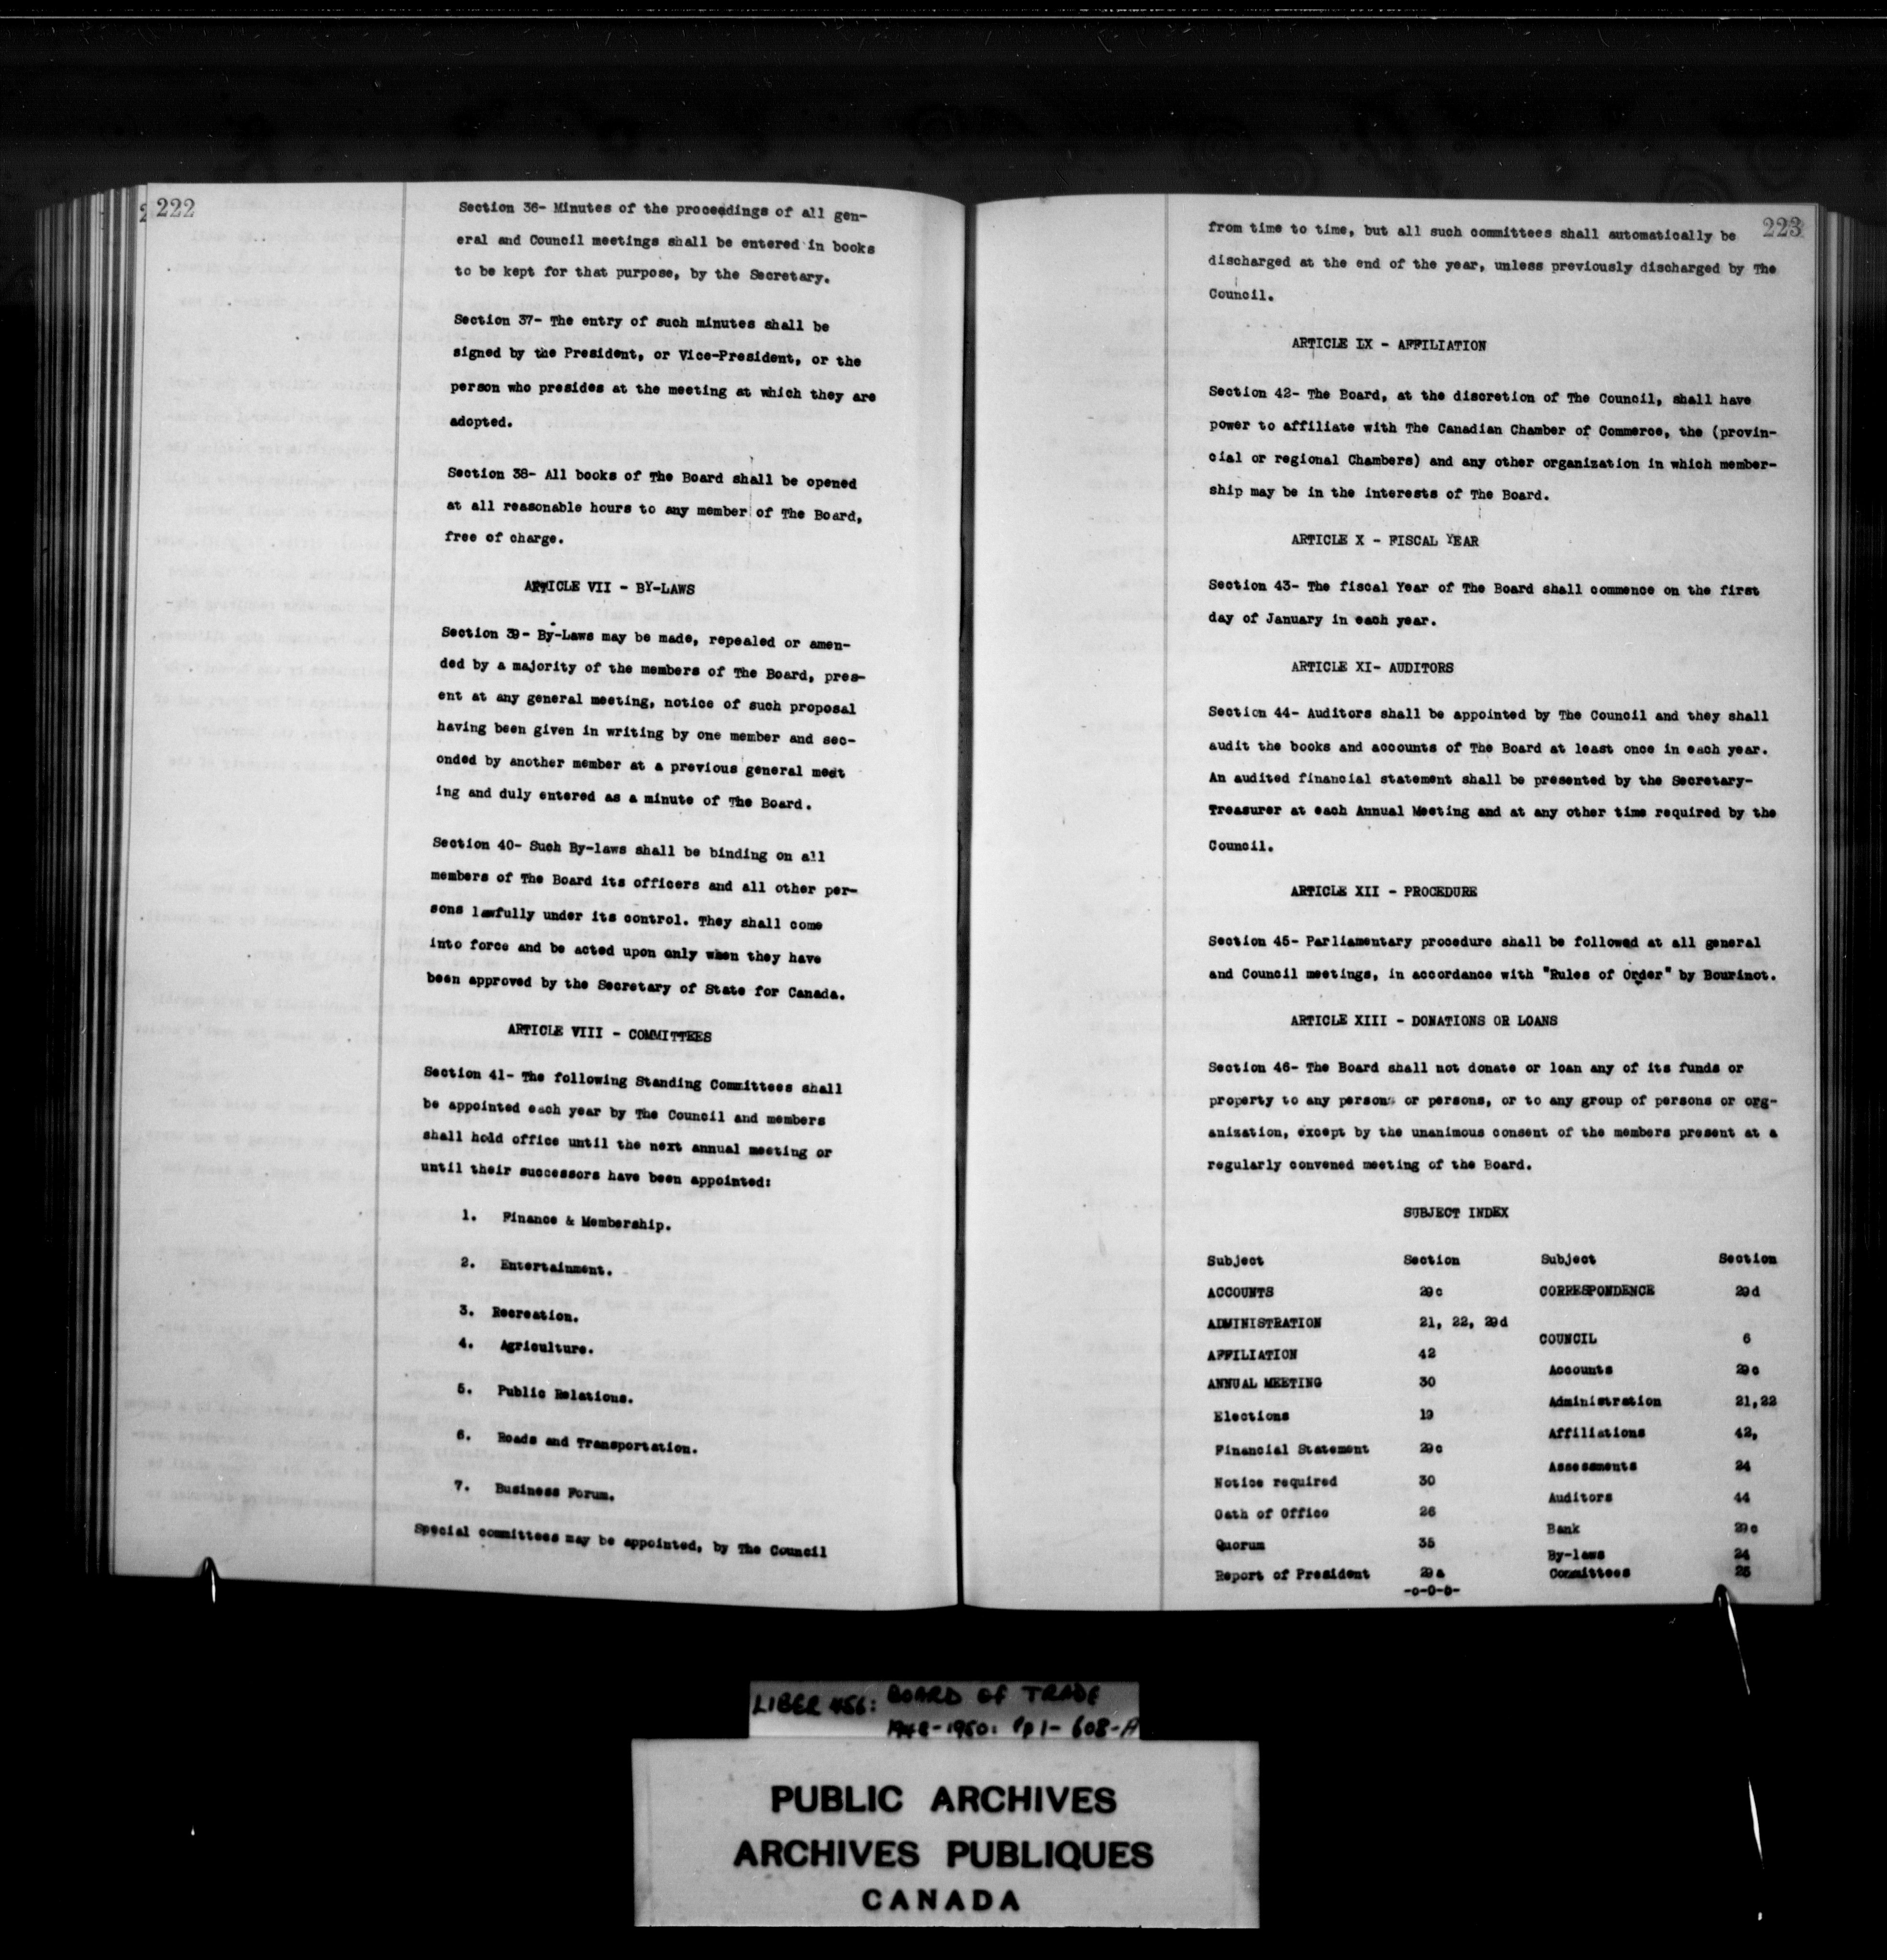 222
Section 36- Minutes of the proceedings of all gen-
eral and Council meetings shall be entered in books
to be kept for that purpose, by the Secretary.
Section 37- The entry of such minutes shall be
signed by the President, or Vice-President, or the
person who presides at the meeting at which they are
adopted.
Section 38- All books of The Board shall be opened
at all reasonable hours to any member of The Board,
free of charge.
ARTICLE VII - BY-LAWS
Section 39- By-Laws may be made, repealed or amen-
ded by a majority of the members of The Board, pres-
ent at any general meeting, notice of such proposal
having been given in writing by one member and sec-
onded by another member at a previous general meet
ing and duly entered as a minute of The Board.
Section 40- Such By-laws shall be binding on all
members of The Board its officers and all other per-
sons lawfully under its control. They shall come
into force and be acted upon only when they have
been approved by the Secretary of State for Canada.
ARTICLE VIII - COMMITTEES
Section 41- The following Standing Committees shall
be appointed each year by The Council and members
shall hold office until the next annual meeting or
until their successors have been appointed:
1. Finance & Membership.
2. Entertainment.
3. Recreation.
4. Agriculture.
5. Public Relations.
6. Roads and Transportation.
7. Business Forum.
Special committees may be appointed, by The Council
223
from time to time, but all such committees shall automatically be
discharged at the end of the year, unless previously discharged by The
Council.
ARTICLE IX - AFFILIATION
Section 42- The Board, at the discretion of The Council, shall have
power to affiliate with The Canadian Chamber of Commerce, the (provin-
cial or regional Chambers) and any other organization in which member-
ship may be in the interests of The Board.
ARTICLE X - FISCAL YEAR
Section 43- The fiscal Year of The Board shall commence on the first
day of January in each year.
ARTICLE XI- AUDITORS
Section 44- Auditors shall be appointed by The Council and they shall
audit the books and accounts of The Board at least once in each year.
An audited financial statement shall be presented by the Secretary-
Treasurer at each Annual Meeting and at any other time required by the
Council.
ARTICLE XII - PROCEDURE
Section 45- Parliamentary procedure shall be followed at all general
and Council meetings, in accordance with "Rules of Order" by Bourinot.
ARTICLE XIII - DONATIONS OR LOANS
Section 46- The Board shall not donate or loan any of its funds or
property to any person or persons, or to any group of persons or org-
anization, except by the unanimous consent of the members present at a
regularly convened meeting of the Board.
SUBJECT INDEX
Subject Section Subject Section
ACCOUNTS 29c CORRESPONDENCE 29d
ADMINISTRATION 21, 22, 29d
COUNCIL 6
AFFILIATION 42
Accounts 29c
ANNUAL MEETING 30
Administration 21,22
Elections 19
Affiliations 42,
Financial Statement 29c
Assessments 24
Notice required 30
Auditors 44
Oath of Office 26
Bank 29c
Quorum 35
By-laws 24
Report of President 29a Committees 25
-o-0-o-
LIBER 456: BOARD OF TRADE
1948-1950: Pp 1- 608-A
PUBLIC ARCHIVES
ARCHIVES PUBLIQUES
CANADA